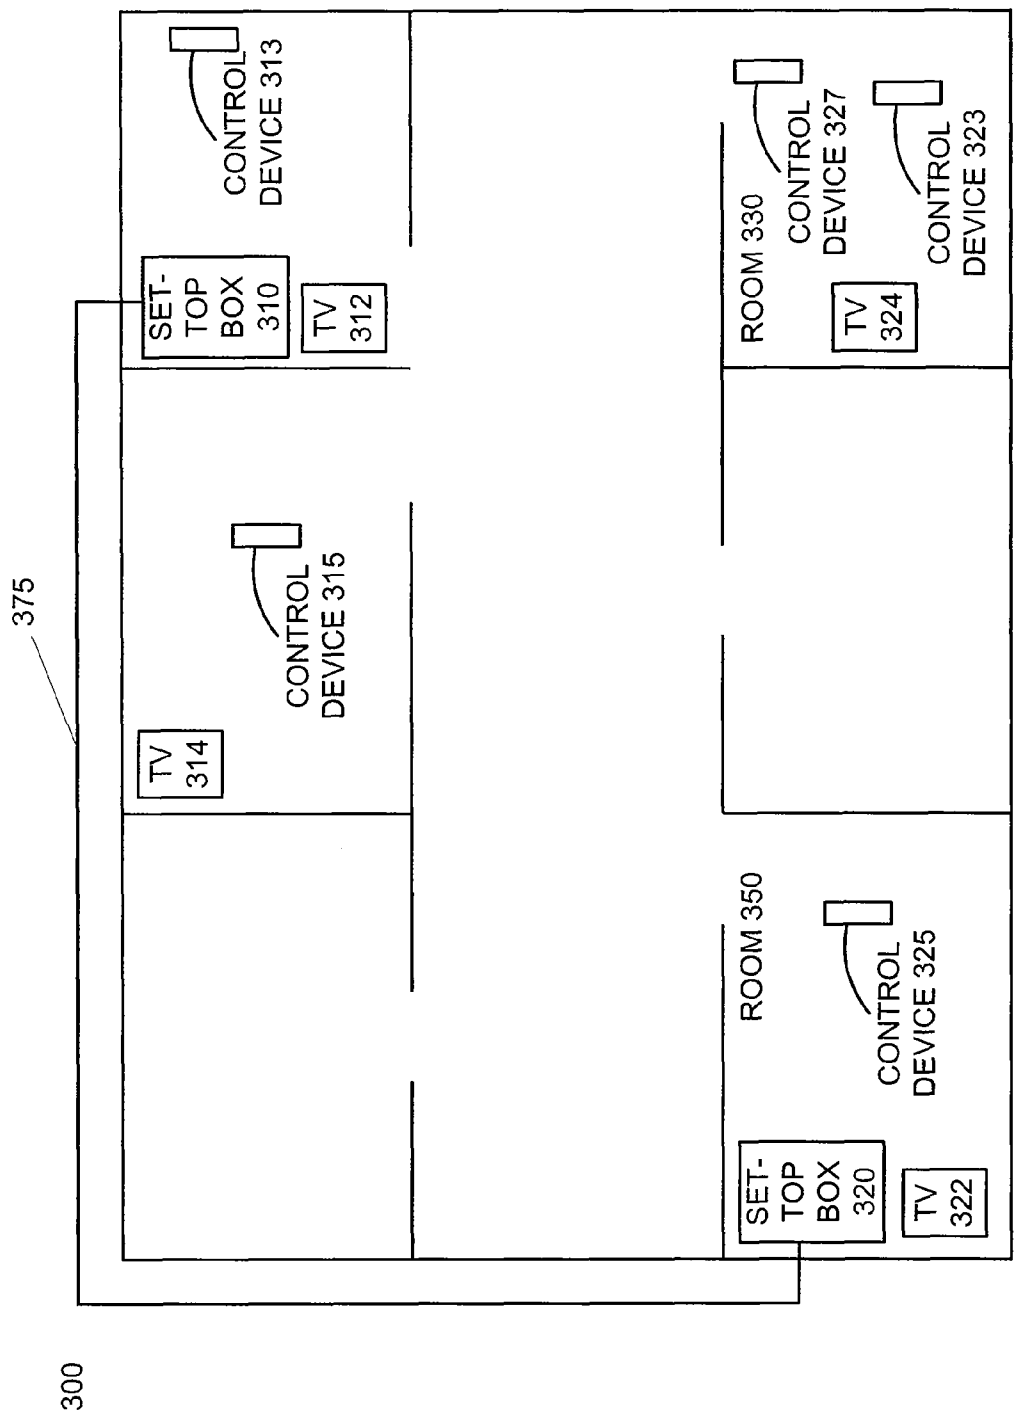 300
375
SET-
TOP
BOX
310
TV
312
CONTROL
DEVICE 313
TV
314
CONTROL
DEVICE 315
ROOM 350
SET-
TOP
BOX
320
TV
322
CONTROL
DEVICE 325
ROOM 330
TV
324
CONTROL
DEVICE 327
CONTROL
DEVICE 323